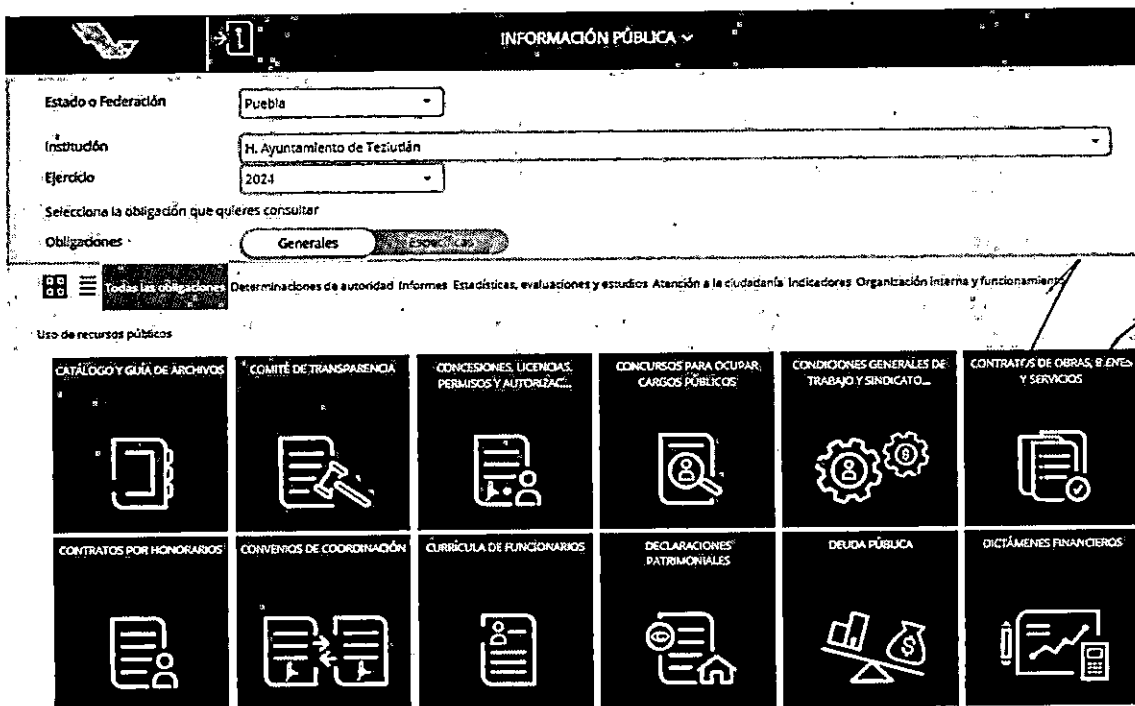 INFORMACIÓN PÚBLICA
Estado o Federación
Puebla
Institución
H. Ayuntamiento de Teziutlán
Ejercicio
2024
Selecciona la obligación que quieres consultar
Obligaciones
Generales
Específicas
Todas las obligaciones
Determinaciones de autoridad Informes Estadísticas, evaluaciones y estudios Atención a la ciudadanía Indicadores Organización interna y funcionamiento
Uso de recursos públicos
CATÁLOGO Y GUÍA DE ARCHIVOS
COMITÉ DE TRANSPARENCIA
CONCESIONES, LICENCIAS,
PERMISOS Y AUTORIZAC...
CONCURSOS PARA OCUPAR
CARGOS PÚBLICOS
CONDICIONES GENERALES DE
TRABAJO Y SINDICATO...
CONTRATOS DE OBRAS, BIENES
Y SERVICIOS
CONTRATOS POR HONORARIOS
CONVENIOS DE COORDINACIÓN
CURRÍCULA DE FUNCIONARIOS
DECLARACIONES
PATRIMONIALES
DEUDA PÚBLICA
DICTÁMENES FINANCIEROS